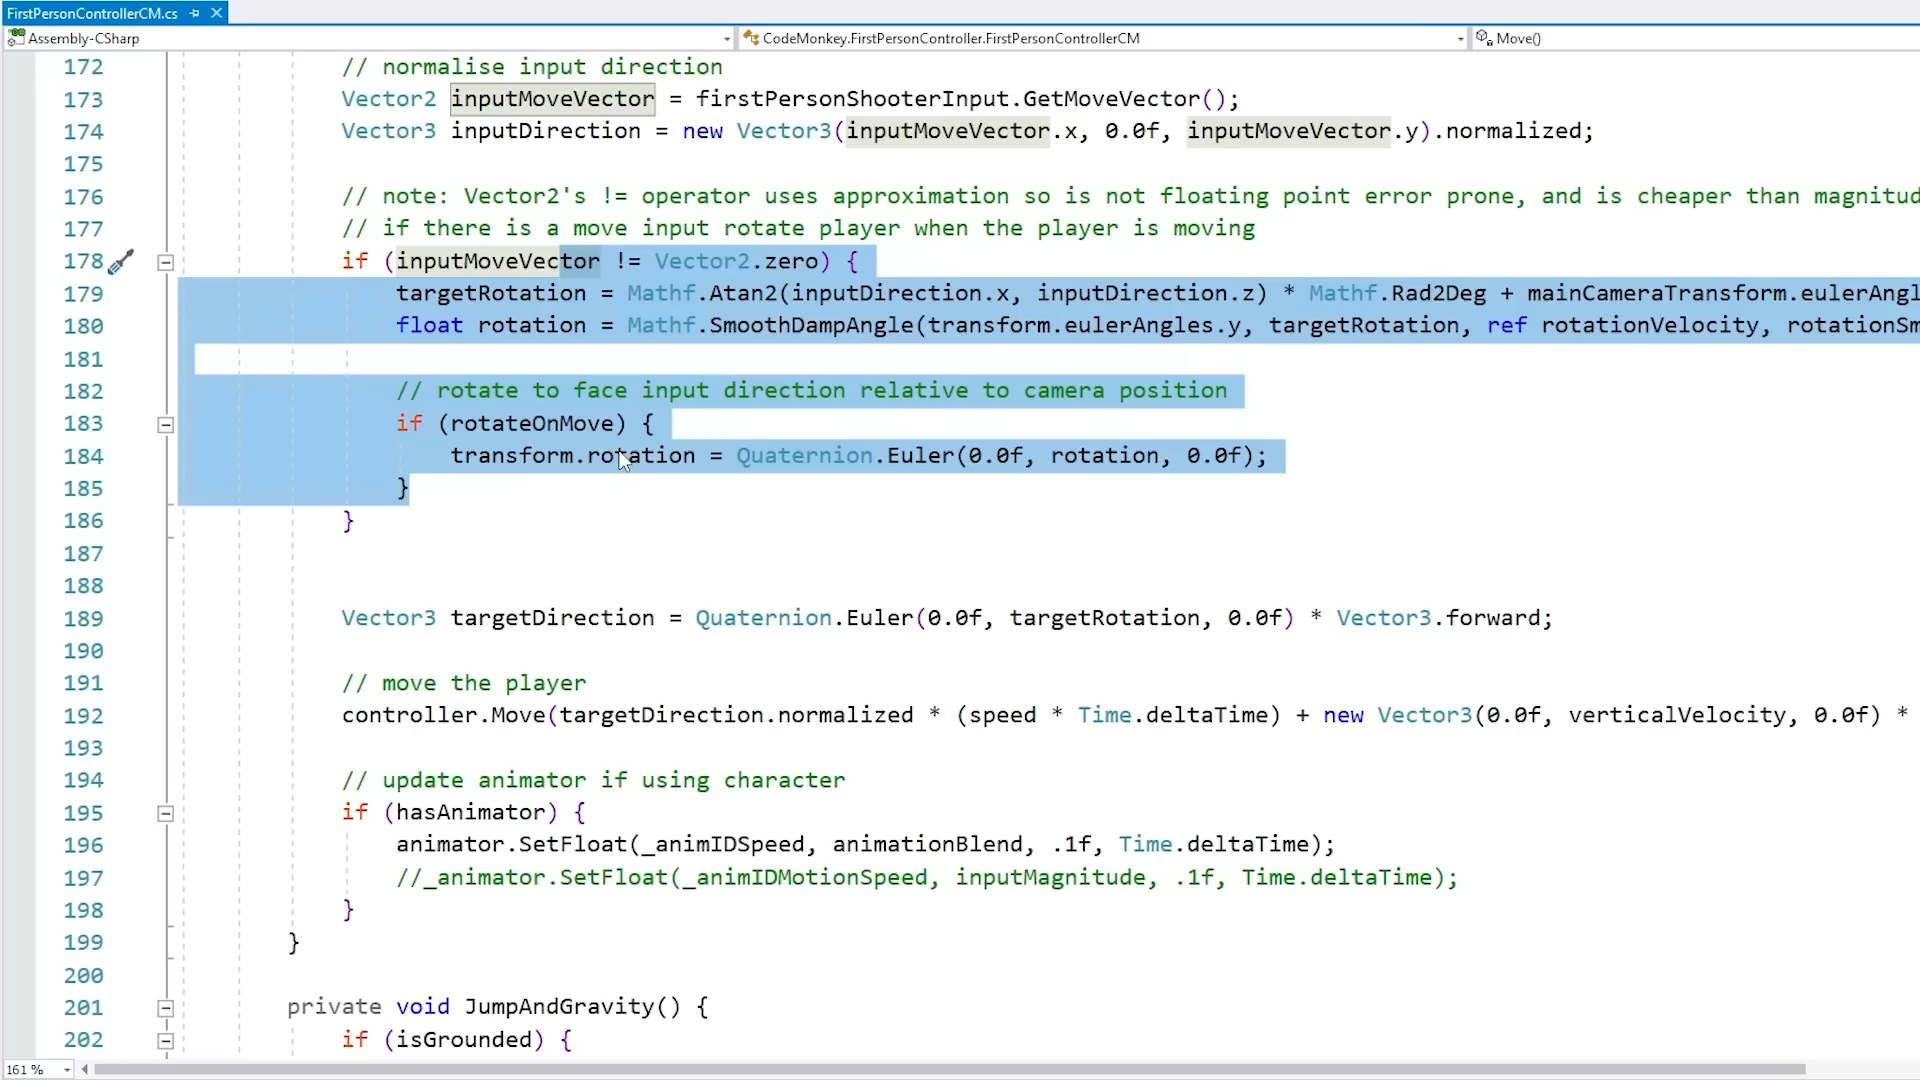 FirstPersonControllerCM.cs
Assembly-CSharp
CodeMonkey.FirstPersonController.FirstPersonControllerCM
Move()
172 // normalise input direction
173 Vector2 inputMoveVector = firstPersonShooterInput.GetMoveVector();
174 Vector3 inputDirection = new Vector3(inputMoveVector.x, 0.0f, inputMoveVector.y).normalized;
175
176 // note: Vector2's != operator uses approximation so is not floating point error prone, and is cheaper than magnitud
177 // if there is a move input rotate player when the player is moving
178 if (inputMoveVector != Vector2.zero) {
179 targetRotation = Mathf.Atan2(inputDirection.x, inputDirection.z) * Mathf.Rad2Deg + mainCameraTransform.eulerAngl
180 float rotation = Mathf.SmoothDampAngle(transform.eulerAngles.y, targetRotation, ref rotationVelocity, rotationSm
181
182 // rotate to face input direction relative to camera position
183 if (rotateOnMove) {
184 transform.rotation = Quaternion.Euler(0.0f, rotation, 0.0f);
185 }
186 }
187
188
189 Vector3 targetDirection = Quaternion.Euler(0.0f, targetRotation, 0.0f) * Vector3.forward;
190
191 // move the player
192 controller.Move(targetDirection.normalized * (speed * Time.deltaTime) + new Vector3(0.0f, verticalVelocity, 0.0f) *
193
194 // update animator if using character
195 if (hasAnimator) {
196 animator.SetFloat(_animIDSpeed, animationBlend, .1f, Time.deltaTime);
197 //_animator.SetFloat(_animIDMotionSpeed, inputMagnitude, .1f, Time.deltaTime);
198 }
199 }
200
201 private void JumpAndGravity() {
202 if (isGrounded) {
161 %